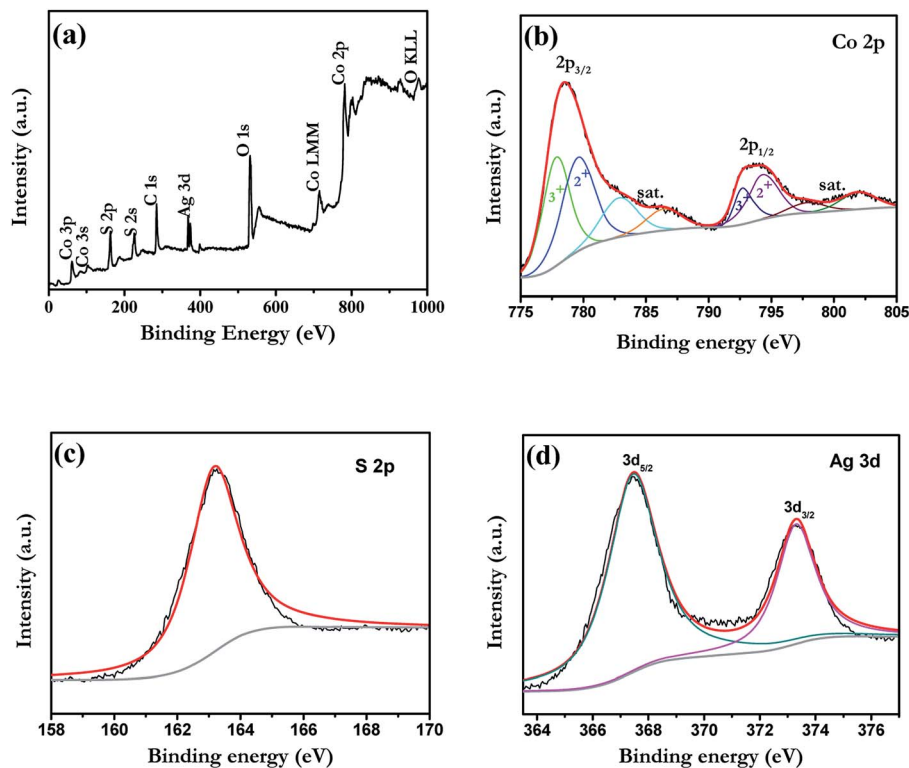 (a)
Intensity (a.u.)
Co 3p
Co 3s
S 2p
S 2s
C 1s
Ag 3d
O 1s
Co LMM
Co 2p
O KLL
0 200 400 600 800 1000
Binding Energy (eV)
(b)
Co 2p
Intensity (a.u.)
2p3/2
3+
2+
sat.
2p1/2
3+
2+
sat.
775 780 785 790 795 800 805
Binding energy (eV)
(c)
S 2p
Intensity (a.u.)
158 160 162 164 166 168 170
Binding energy (eV)
(d)
Ag 3d
Intensity (a.u.)
3d5/2
3d3/2
364 366 368 370 372 374 376
Binding energy (eV)